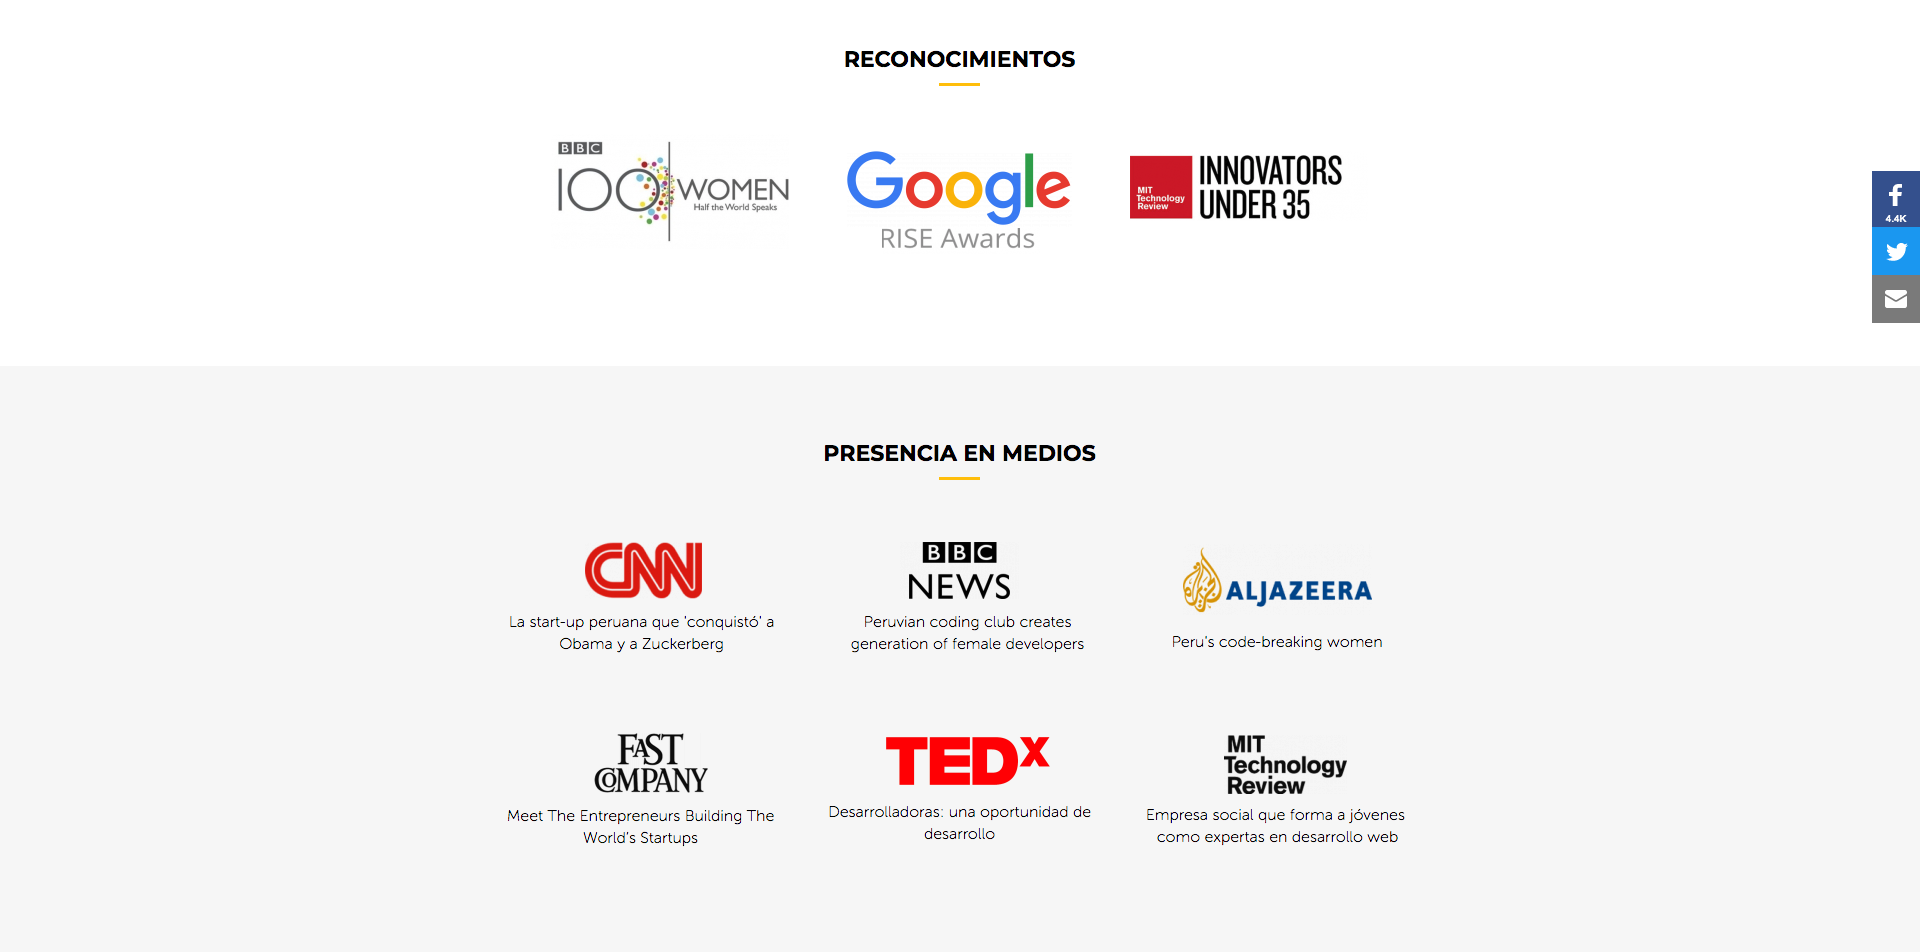 RECONOCIMIENTOS
BBC
100 WOMEN
Half the World Speaks
Google
RISE Awards
MIT
Technology
Review
INNOVATORS
UNDER 35
4.4K
PRESENCIA EN MEDIOS
CNN
La start-up peruana que 'conquistó' a
Obama y a Zuckerberg
BBC
NEWS
Peruvian coding club creates
generation of female developers
ALJAZEERA
Peru's code-breaking women
FAST
COMPANY
Meet The Entrepreneurs Building The
World's Startups
TEDx
Desarrolladoras: una oportunidad de
desarrollo
MIT
Technology
Review
Empresa social que forma a jóvenes
como expertas en desarrollo web